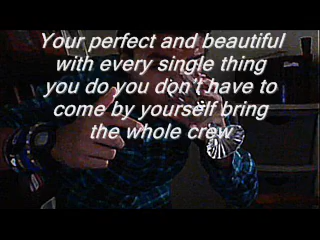 Your perfect and beautiful
with every single thing
you do you don't have to
come by yourself bring
the whole crew